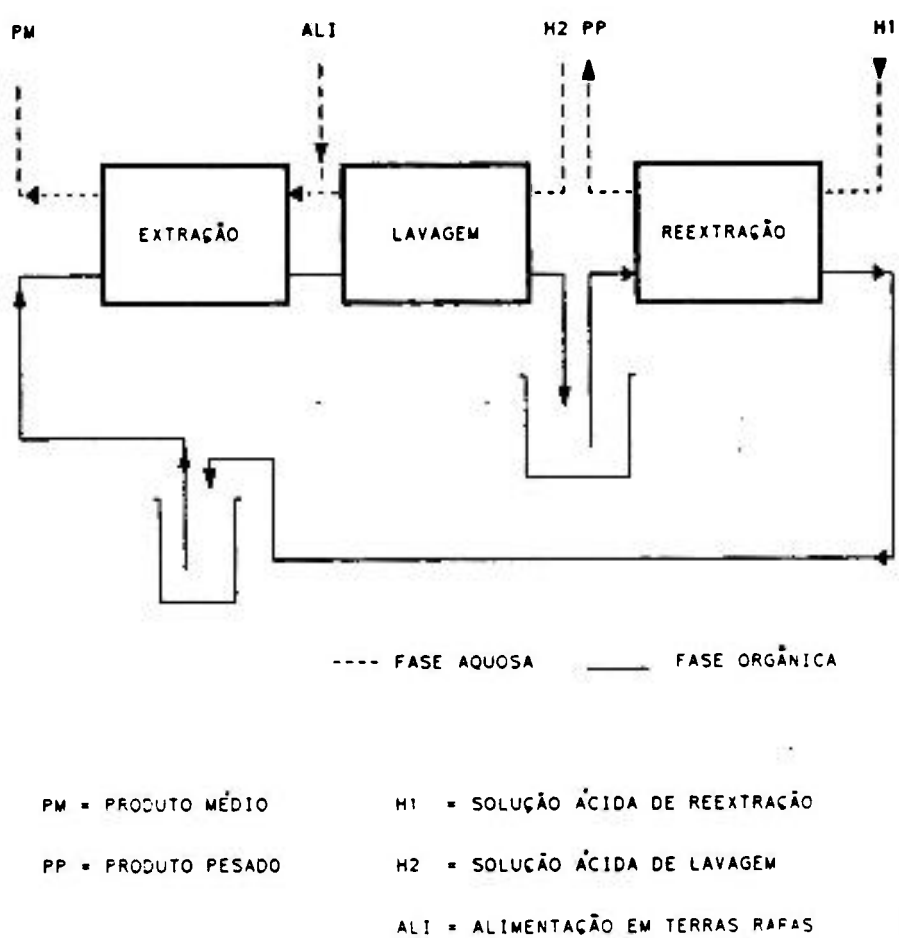 PM ALI H2 PP H1
EXTRAÇÃO LAVAGEM REEXTRAÇÃO
---- FASE AQUOSA ____ FASE ORGÂNICA
PM = PRODUTO MÉDIO H1 = SOLUÇÃO ÁCIDA DE REEXTRAÇÃO
PP = PRODUTO PESADO H2 = SOLUÇÃO ÁCIDA DE LAVAGEM
ALI = ALIMENTAÇÃO EM TERRAS RARAS